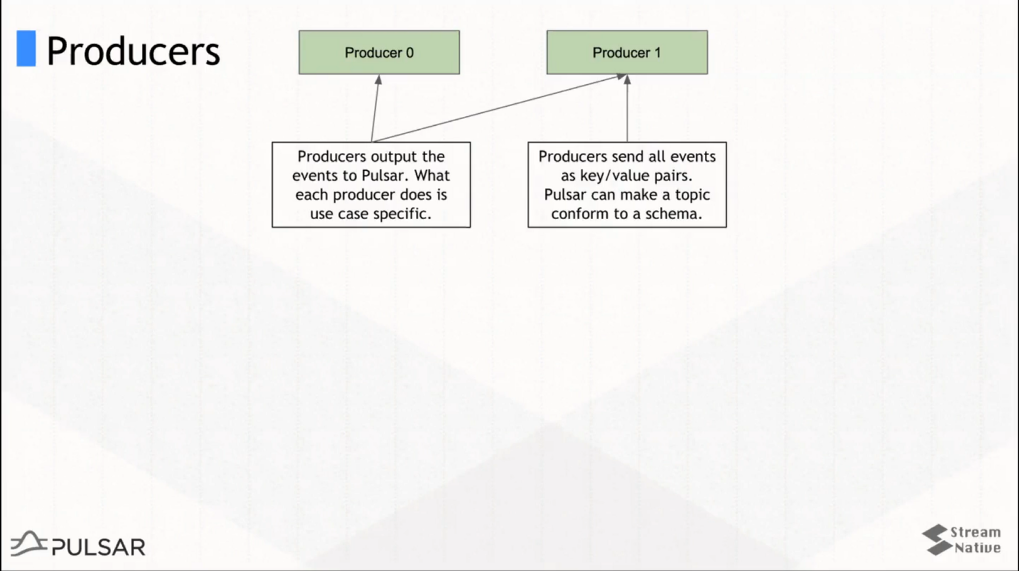 Producers
Producer 0
Producer 1
Producers output the
events to Pulsar. What
each producer does is
use case specific.
Producers send all events
as key/value pairs.
Pulsar can make a topic
conform to a schema.
PULSAR
Stream
Native